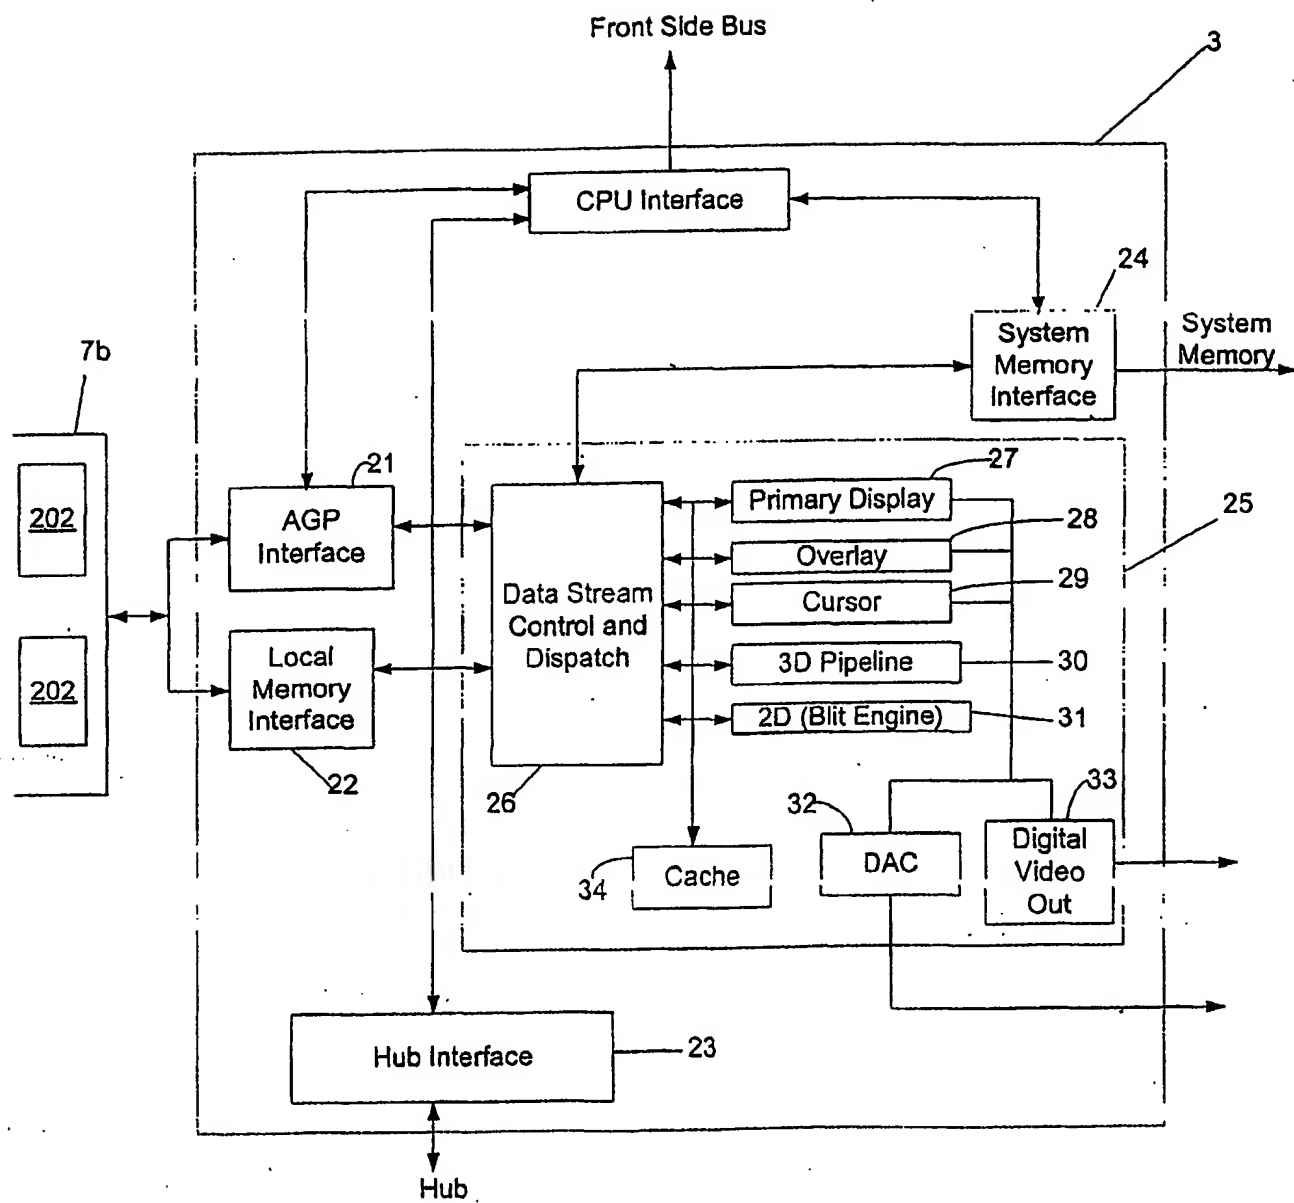 Front Side Bus
3
CPU Interface
24
System
Memory
Interface
System
Memory
7b
202
202
21
AGP
Interface
Local
Memory
Interface
22
Data Stream
Control and
Dispatch
26
27
Primary Display
28
Overlay
29
Cursor
25
3D Pipeline
30
2D (Blit Engine)
31
32
DAC
33
Digital
Video
Out
34
Cache
Hub Interface
23
Hub